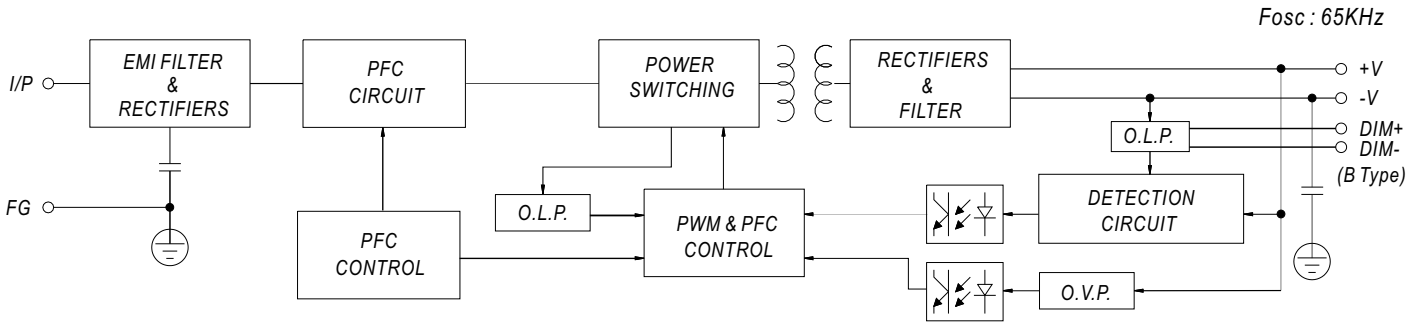 Fosc : 65KHz
I/P
EMI FILTER
&
RECTIFIERS
PFC
CIRCUIT
POWER
SWITCHING
RECTIFIERS
&
FILTER
+V
-V
DIM+
DIM-
(B Type)
O.L.P.
FG
O.L.P.
DETECTION
CIRCUIT
PFC
CONTROL
PWM & PFC
CONTROL
O.V.P.